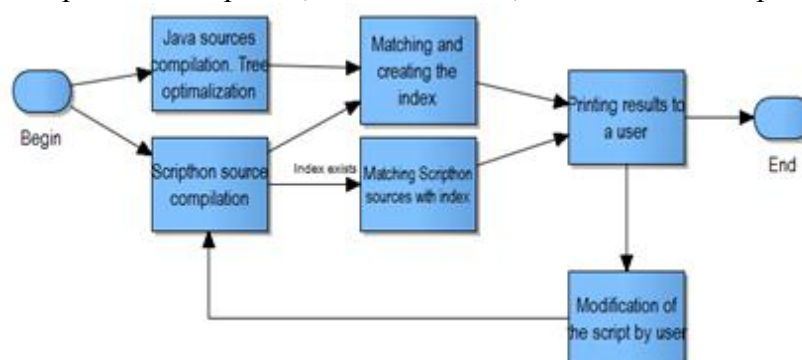 Java sources
compilation. Tree
optimalization
Matching and
creating the
index
Printing results to
a user
Begin
End
Scripthon source
compilation
Index exists
Matching Scripthon
sources with index
Modification of
the script by user